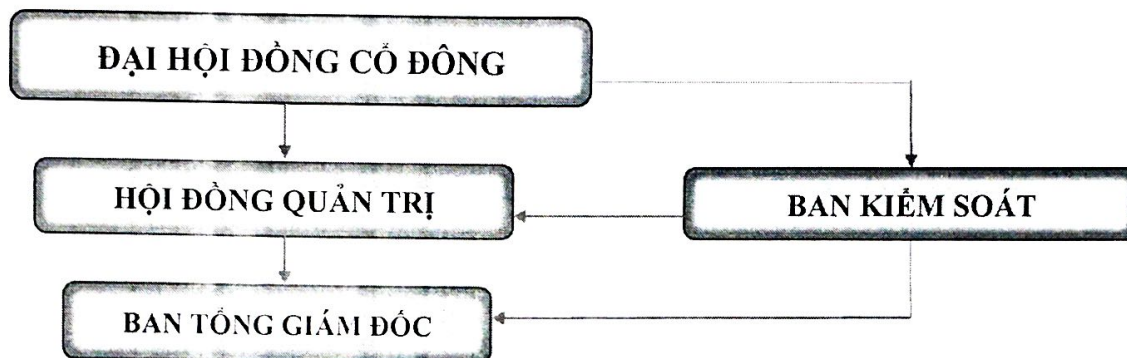 ĐẠI HỘI ĐỒNG CỔ ĐÔNG
HỘI ĐỒNG QUẢN TRỊ
BAN KIỂM SOÁT
BAN TỔNG GIÁM ĐỐC